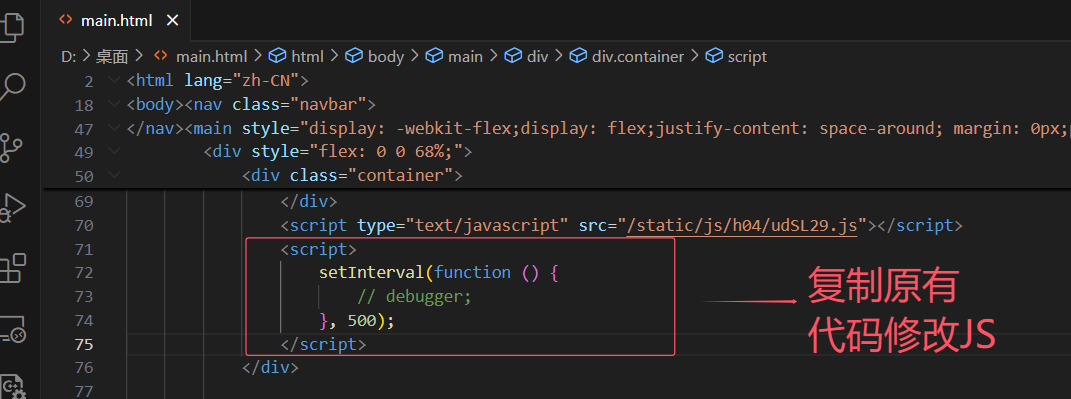 main.html ×
D: > 桌面 > main.html > html > body > main > div > div.container > script
2 <html lang="zh-CN">
18 <body><nav class="navbar">
47 </nav><main style="display: -webkit-flex;display: flex;justify-content: space-around; margin: 0px;
49 <div style="flex: 0 0 68%;">
50 <div class="container">
69 </div>
70 <script type="text/javascript" src="/static/js/h04/udSL29.js"></script>
71 <script>
72 setInterval(function () {
73 // debugger;
74 }, 500);
75 </script>
76 </div>
77
复制原有
代码修改JS